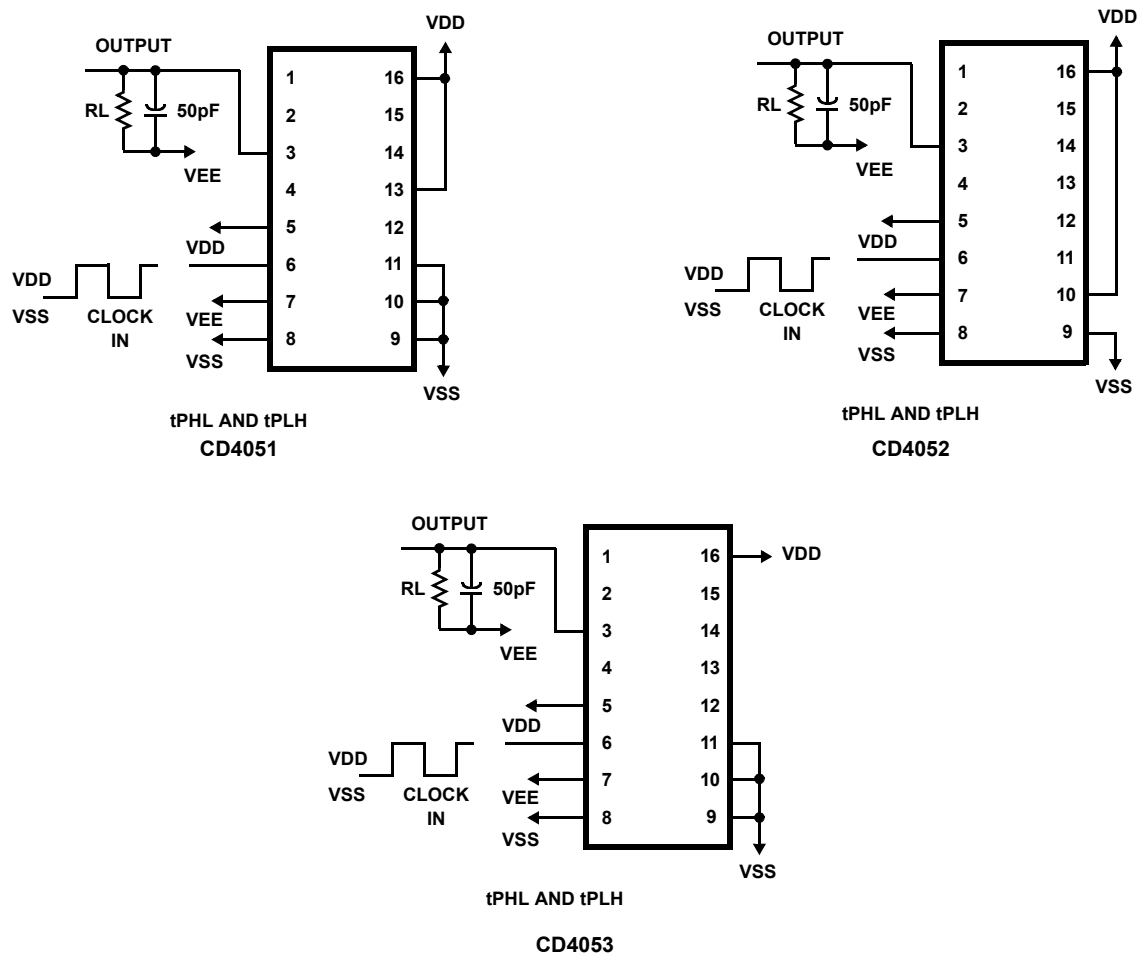 OUTPUT
RL
50pF
VEE
VDD
1 16
2 15
3 14
4 13
5 12
6 11
7 10
8 9
VDD
VDD
VSS
CLOCK
IN
VEE
VSS
VSS
tPHL AND tPLH
CD4051
OUTPUT
RL
50pF
VEE
VDD
1 16
2 15
3 14
4 13
5 12
6 11
7 10
8 9
VDD
VDD
VSS
CLOCK
IN
VEE
VSS
VSS
tPHL AND tPLH
CD4052
OUTPUT
RL
50pF
VEE
1 16
2 15
3 14
4 13
5 12
6 11
7 10
8 9
VDD
VDD
VDD
VSS
CLOCK
IN
VEE
VSS
VSS
tPHL AND tPLH
CD4053